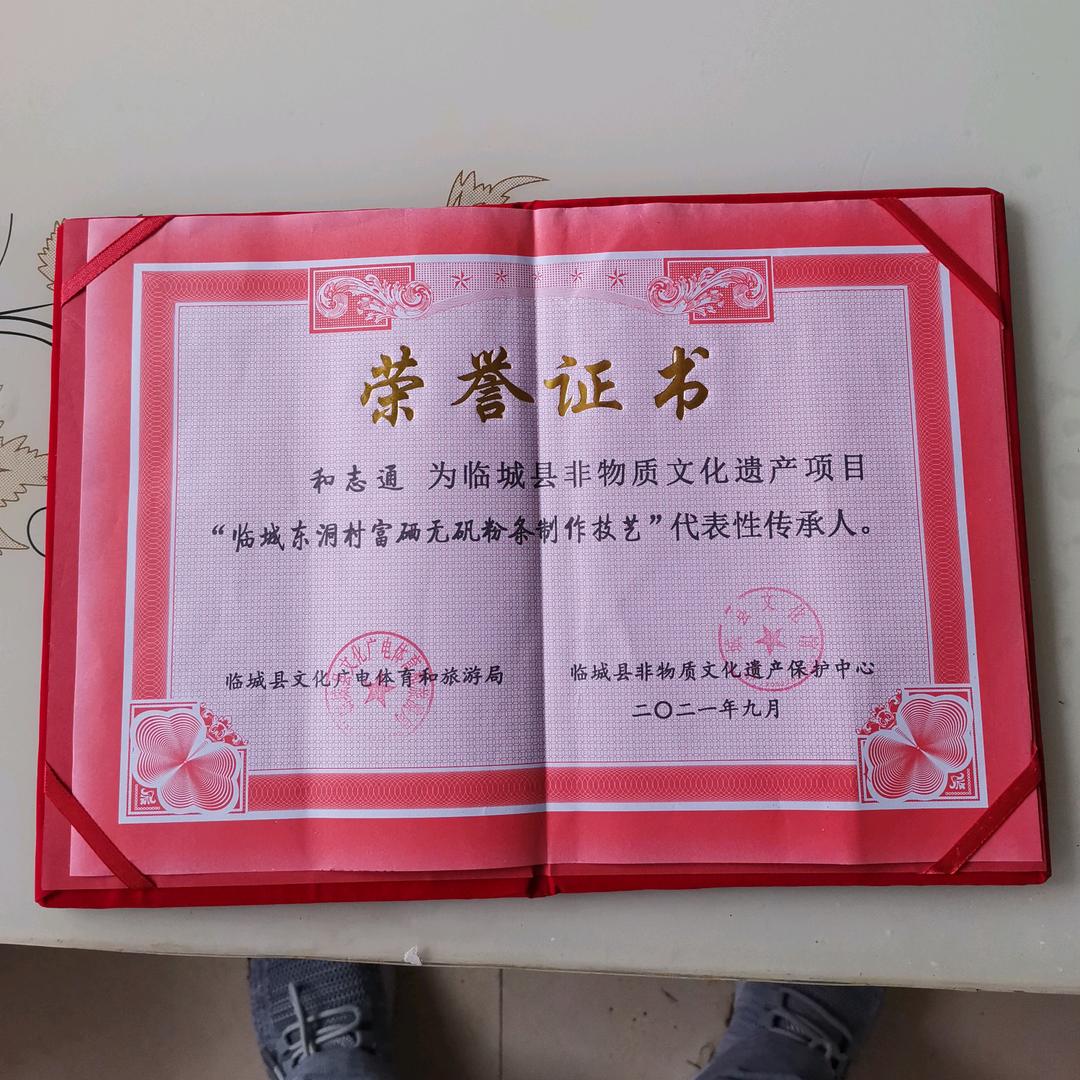 荣誉证书
和志通 为临城县非物质文化遗产项目
“临城东洞村富硒无矾粉条制作技艺”代表性传承人。
临城县文化广电体育和旅游局
临城县非物质文化遗产保护中心
二〇二一年九月